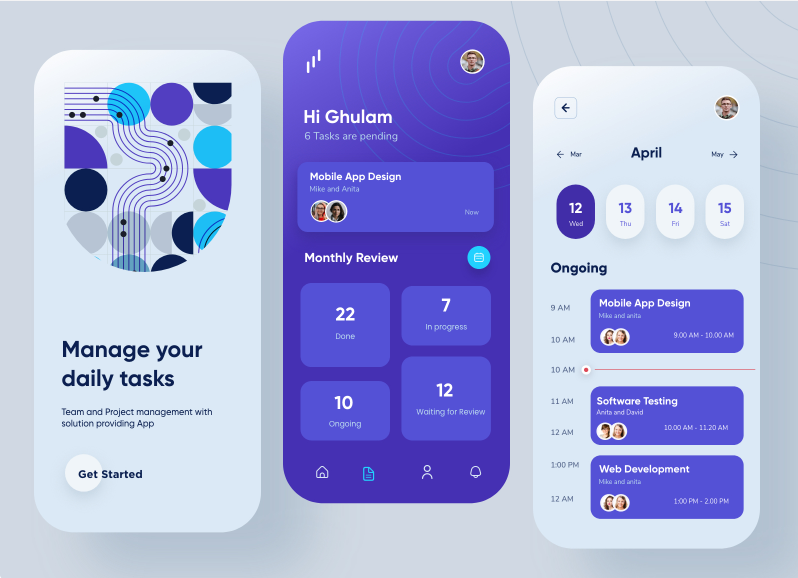 Manage your
daily tasks
Team and Project management with
solution providing App
Get Started
Hi Ghulam
6 Tasks are pending
Mobile App Design
Mike and Anita
Now
Monthly Review
22
Done
7
In progress
10
Ongoing
12
Waiting for Review
Mar
April
May
12
Wed
13
Thu
14
Fri
15
Sat
Ongoing
9 AM
Mobile App Design
Mike and anita
9.00 AM - 10.00 AM
10 AM
10 AM
11 AM
Software Testing
Anita and David
10.00 AM - 11.20 AM
12 AM
1:00 PM
Web Development
Mike and anita
1:00 PM - 2.00 PM
12 AM